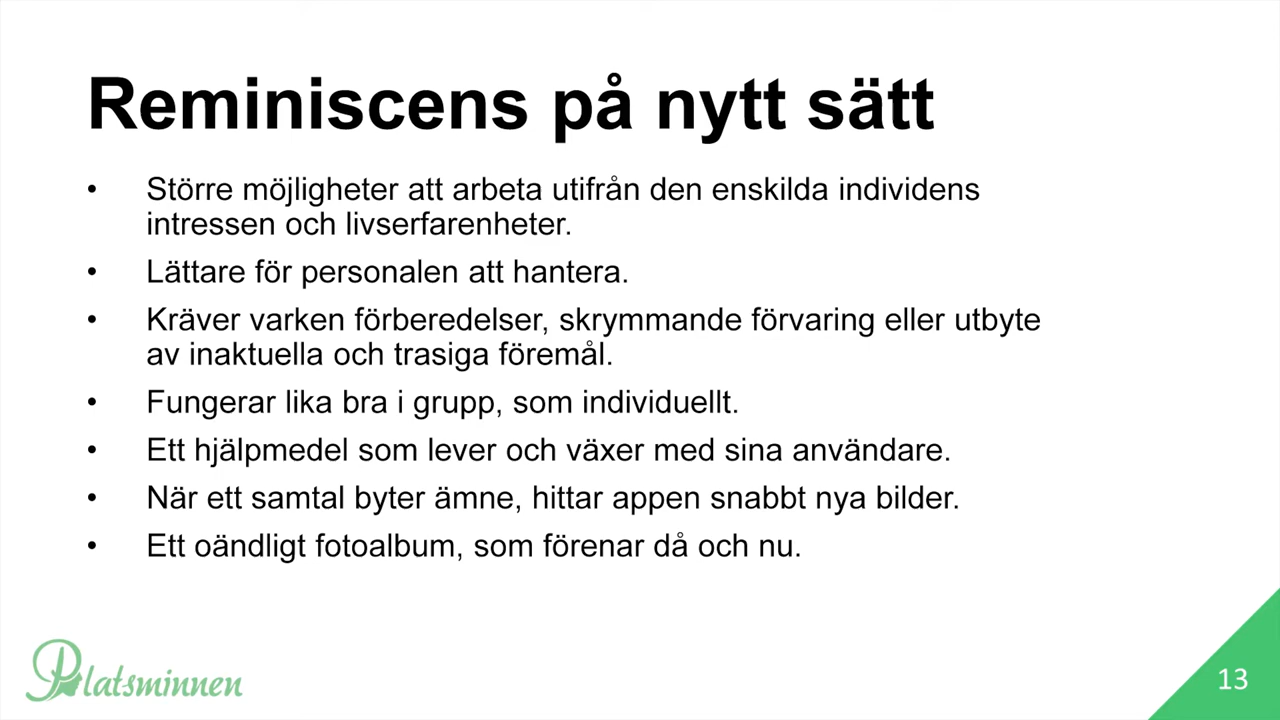 Reminiscens på nytt sätt
• Större möjligheter att arbeta utifrån den enskilda individens
intressen och livserfarenheter.
• Lättare för personalen att hantera.
• Kräver varken förberedelser, skrymmande förvaring eller utbyte
av inaktuella och trasiga föremål.
• Fungerar lika bra i grupp, som individuellt.
• Ett hjälpmedel som lever och växer med sina användare.
• När ett samtal byter ämne, hittar appen snabbt nya bilder.
• Ett oändligt fotoalbum, som förenar då och nu.
Platsminnen
13